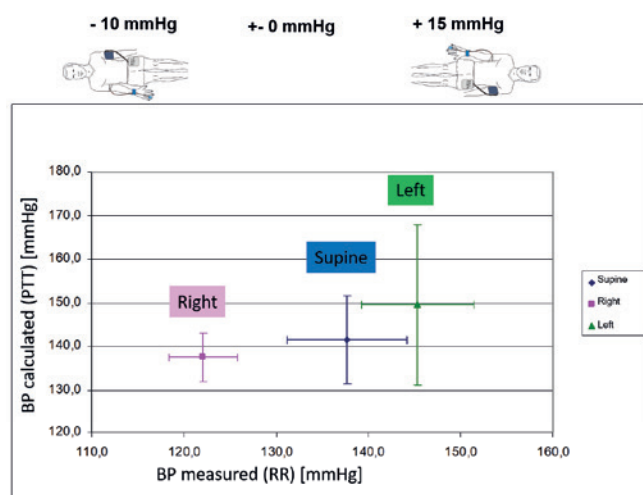 - 10 mmHg +- 0 mmHg + 15 mmHg
BP calculated (PTT) [mmHg]
180,0
170,0
160,0
150,0
140,0
130,0
120,0
Left
Supine
Right
110,0 120,0 130,0 140,0 150,0 160,0
BP measured (RR) [mmHg]
Supine
Right
Left